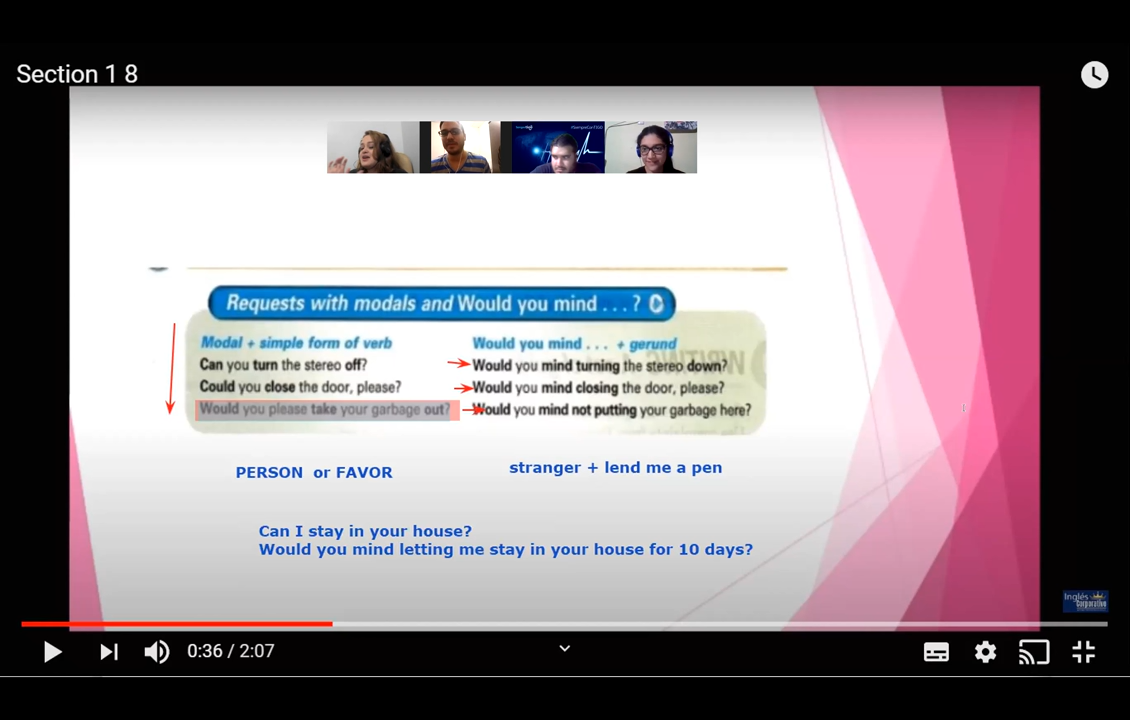 Section 1 8
#SiempreConTIGO
Requests with modals and Would you mind . . . ?
Modal + simple form of verb
Can you turn the stereo off?
Could you close the door, please?
Would you please take your garbage out?
Would you mind . . . + gerund
Would you mind turning the stereo down?
Would you mind closing the door, please?
Would you mind not putting your garbage here?
PERSON or FAVOR
stranger + lend me a pen
Can I stay in your house?
Would you mind letting me stay in your house for 10 days?
Inglés
Corporativo
0:36 / 2:07